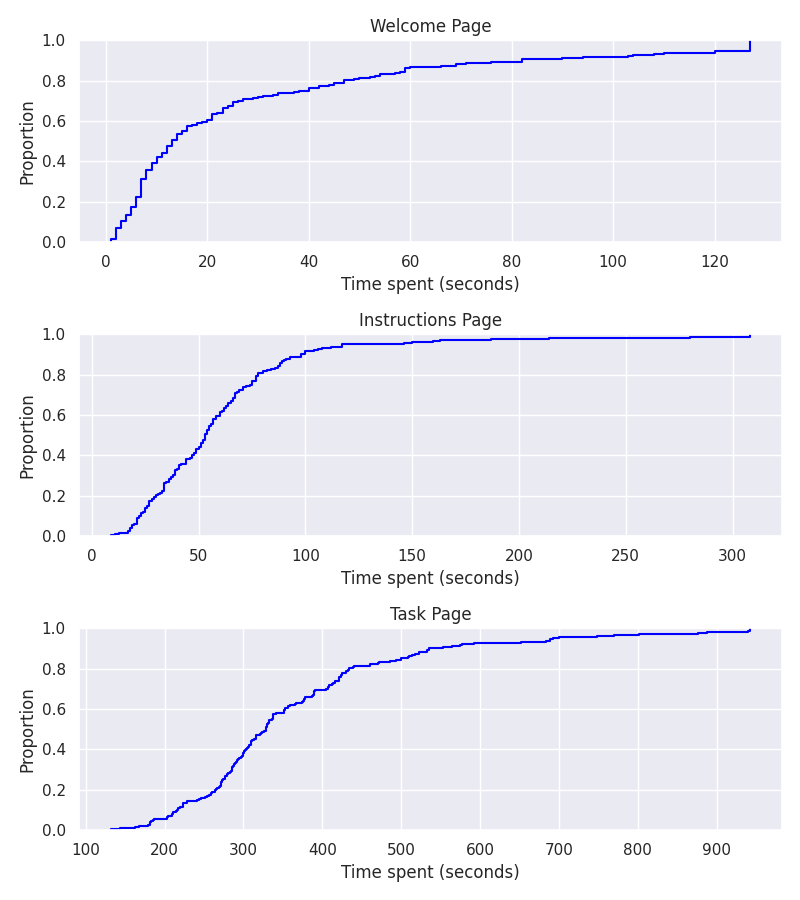 Welcome Page
1.0
0.8
0.6
0.4
0.2
0.0
Proportion
0 20 40 60 80 100 120
Time spent (seconds)
Instructions Page
1.0
0.8
0.6
0.4
0.2
0.0
Proportion
0 50 100 150 200 250 300
Time spent (seconds)
Task Page
1.0
0.8
0.6
0.4
0.2
0.0
Proportion
100 200 300 400 500 600 700 800 900
Time spent (seconds)